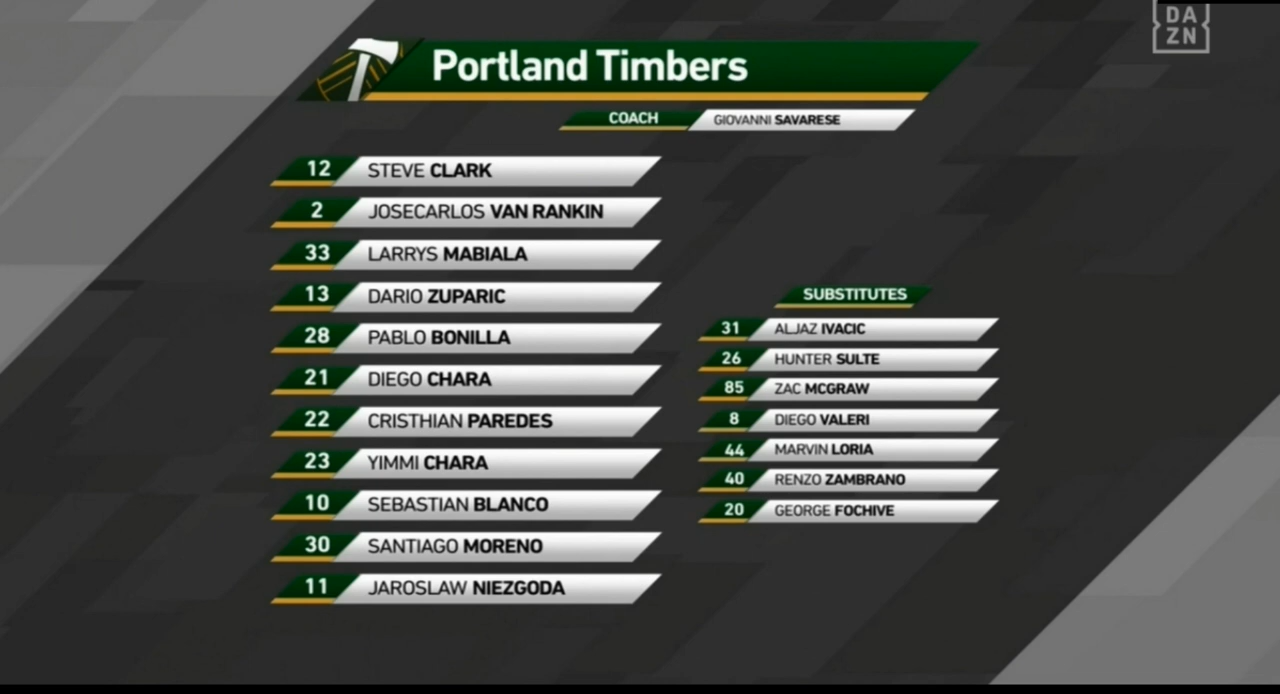 DA
ZN
Portland Timbers
COACH GIOVANNI SAVARESE
12 STEVE CLARK
2 JOSECARLOS VAN RANKIN
33 LARRYS MABIALA
13 DARIO ZUPARIC
28 PABLO BONILLA
21 DIEGO CHARA
22 CRISTHIAN PAREDES
23 YIMMI CHARA
10 SEBASTIAN BLANCO
30 SANTIAGO MORENO
11 JAROSLAW NIEZGODA
SUBSTITUTES
31 ALJAZ IVACIC
26 HUNTER SULTE
85 ZAC MCGRAW
8 DIEGO VALERI
44 MARVIN LORIA
40 RENZO ZAMBRANO
20 GEORGE FOCHIVE